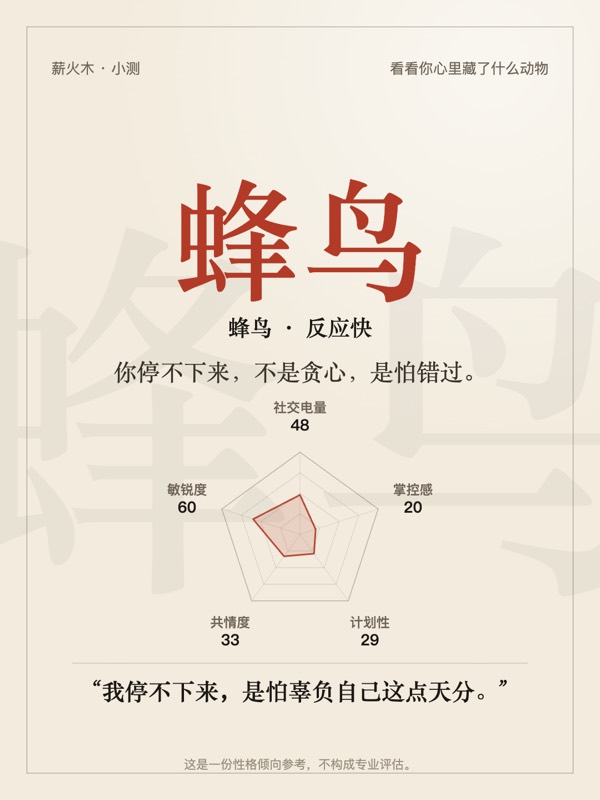 薪火木 · 小测
看看你心里藏了什么动物
蜂鸟
蜂鸟 · 反应快
你停不下来，不是贪心，是怕错过。
社交电量
48
敏锐度
60
掌控感
20
共情度
33
计划性
29
“我停不下来，是怕辜负自己这点天分。”
这是一份性格倾向参考，不构成专业评估。